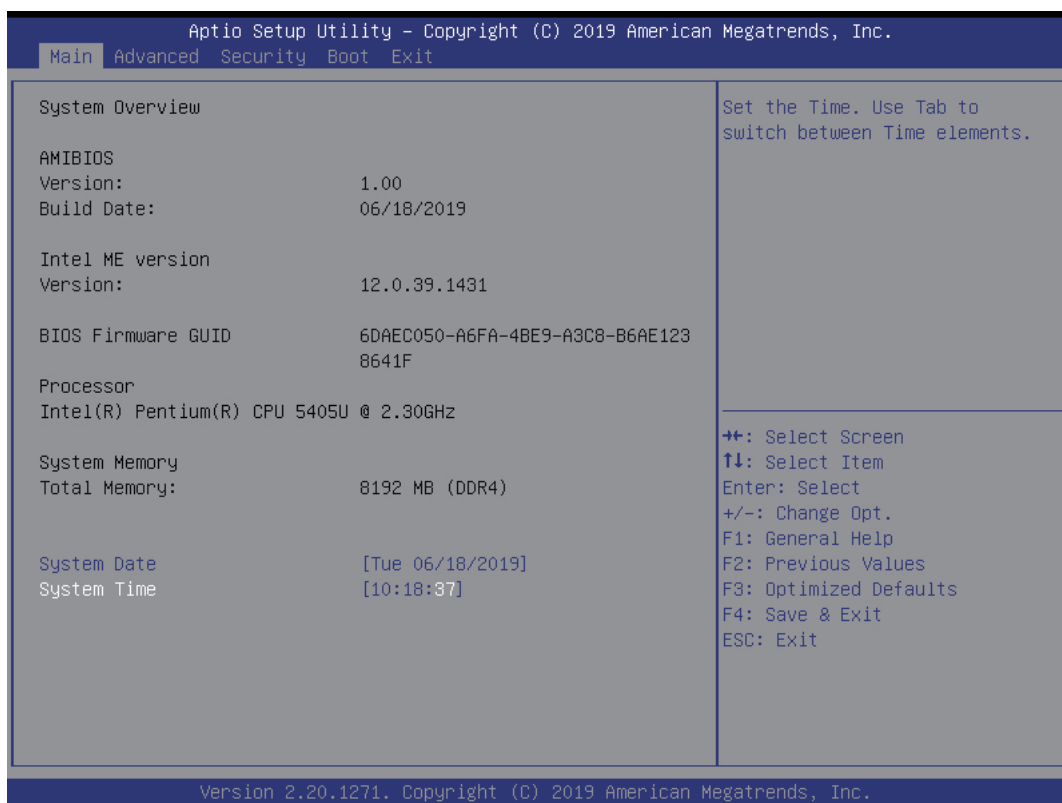 Aptio Setup Utility – Copyright (C) 2019 American Megatrends, Inc.
Main Advanced Security Boot Exit
System Overview
AMIBIOS
Version: 1.00
Build Date: 06/18/2019
Intel ME version
Version: 12.0.39.1431
BIOS Firmware GUID 6DAEC050-A6FA-4BE9-A3C8-B6AE123
8641F
Processor
Intel(R) Pentium(R) CPU 5405U @ 2.30GHz
System Memory
Total Memory: 8192 MB (DDR4)
System Date [Tue 06/18/2019]
System Time [10:18:37]
Set the Time. Use Tab to
switch between Time elements.
→←: Select Screen
↑↓: Select Item
Enter: Select
+/-: Change Opt.
F1: General Help
F2: Previous Values
F3: Optimized Defaults
F4: Save & Exit
ESC: Exit
Version 2.20.1271. Copyright (C) 2019 American Megatrends, Inc.